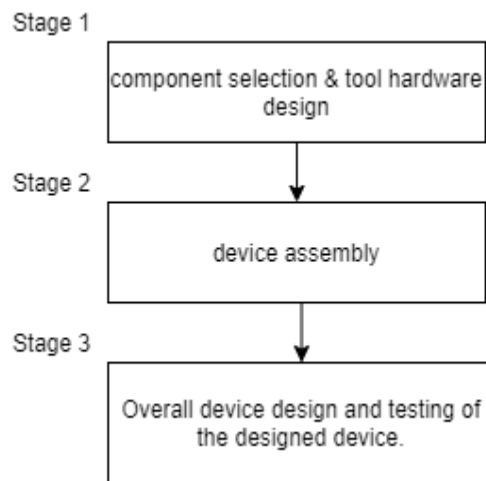 Stage 1
component selection & tool hardware
design
Stage 2
device assembly
Stage 3
Overall device design and testing of
the designed device.